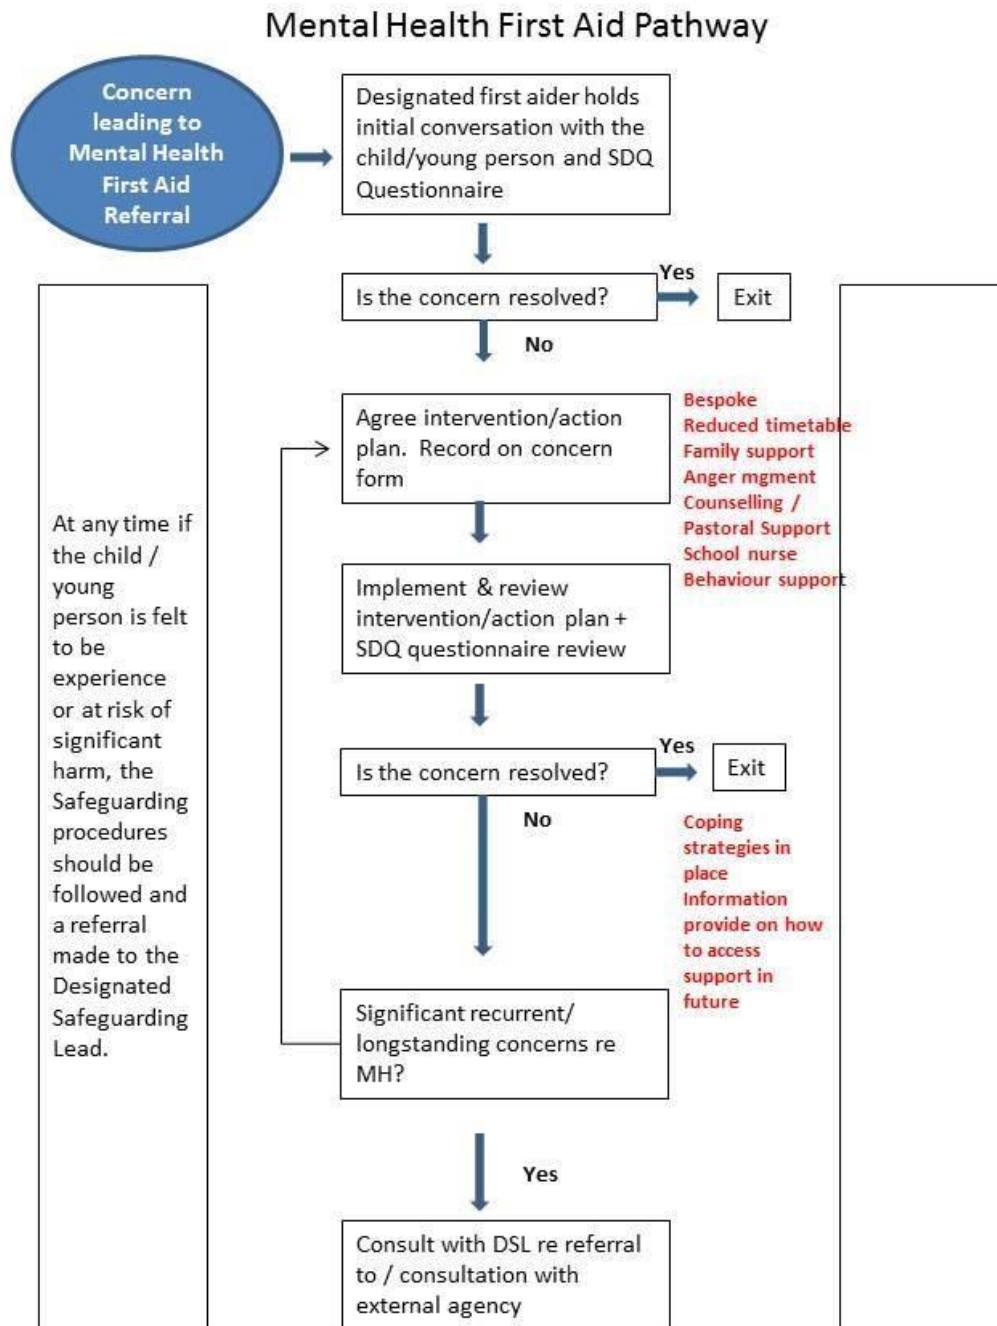 Mental Health First Aid Pathway
Concern
leading to
Mental Health
First Aid
Referral
Designated first aider holds
initial conversation with the
child/young person and SDQ
Questionnaire
Is the concern resolved?
Yes
Exit
No
Agree intervention/action
plan. Record on concern
form
Bespoke
Reduced timetable
Family support
Anger mgment
Counselling /
Pastoral Support
School nurse
Behaviour support
Implement & review
intervention/action plan +
SDQ questionnaire review
Is the concern resolved?
Yes
Exit
No
Coping
strategies in
place
Information
provide on how
to access
support in
future
Significant recurrent/
longstanding concerns re
MH?
Yes
Consult with DSL re referral
to / consultation with
external agency
At any time if
the child /
young
person is felt
to be
experience
or at risk of
significant
harm, the
Safeguarding
procedures
should be
followed and
a referral
made to the
Designated
Safeguarding
Lead.